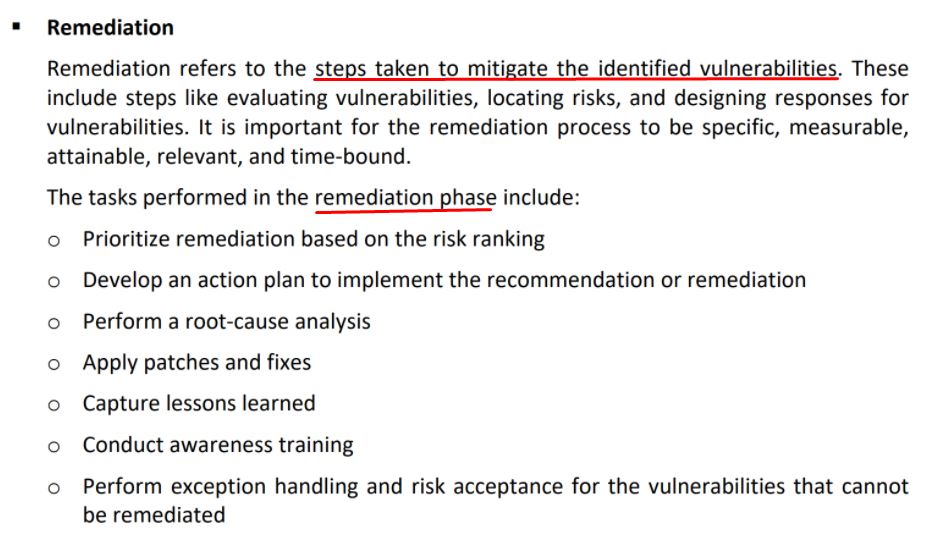 ▪ Remediation
Remediation refers to the steps taken to mitigate the identified vulnerabilities. These
include steps like evaluating vulnerabilities, locating risks, and designing responses for
vulnerabilities. It is important for the remediation process to be specific, measurable,
attainable, relevant, and time-bound.
The tasks performed in the remediation phase include:
o Prioritize remediation based on the risk ranking
o Develop an action plan to implement the recommendation or remediation
o Perform a root-cause analysis
o Apply patches and fixes
o Capture lessons learned
o Conduct awareness training
o Perform exception handling and risk acceptance for the vulnerabilities that cannot
be remediated